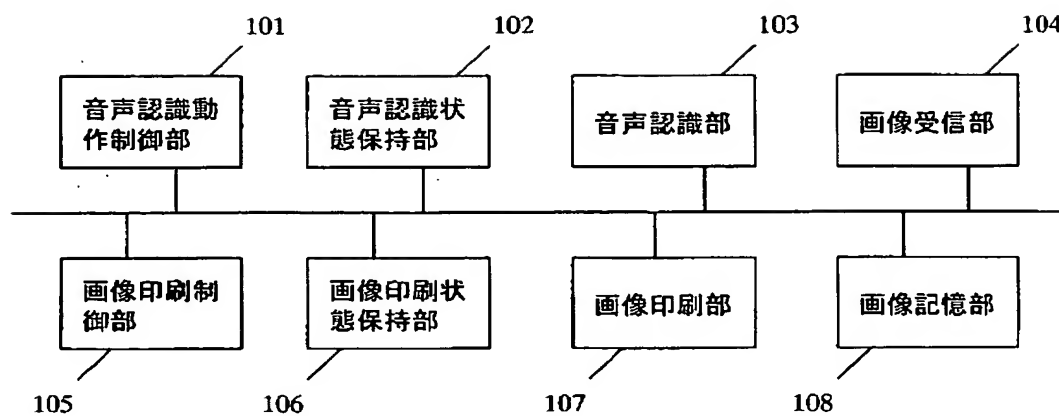 101
102
103
104
音声認識動
作制御部
音声認識状
態保持部
音声認識部
画像受信部
画像印刷制
御部
画像印刷状
態保持部
画像印刷部
画像記憶部
105
106
107
108